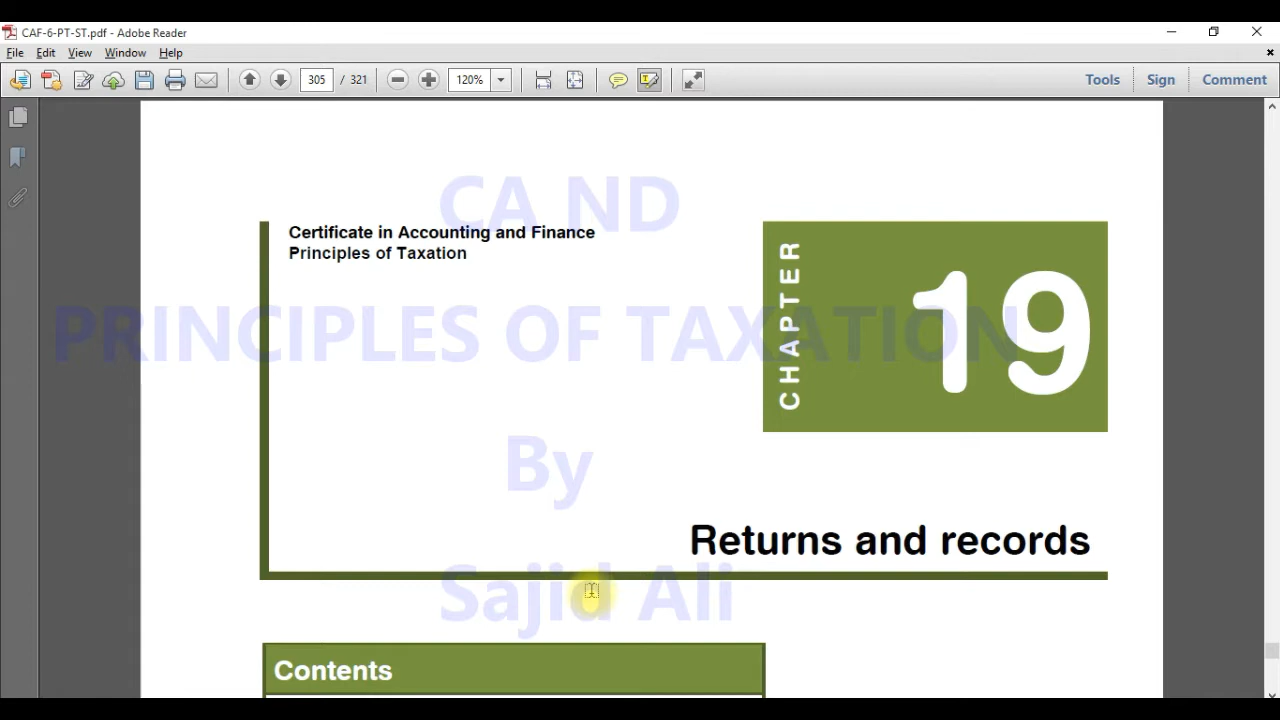 CAF-6-PT-ST.pdf - Adobe Reader
File Edit View Window Help
305 / 321 120% Tools Sign Comment
CA ND
PRINCIPLES OF TAXATION
By
Sajid Ali
Certificate in Accounting and Finance
Principles of Taxation
CHAPTER
19
Returns and records
Contents